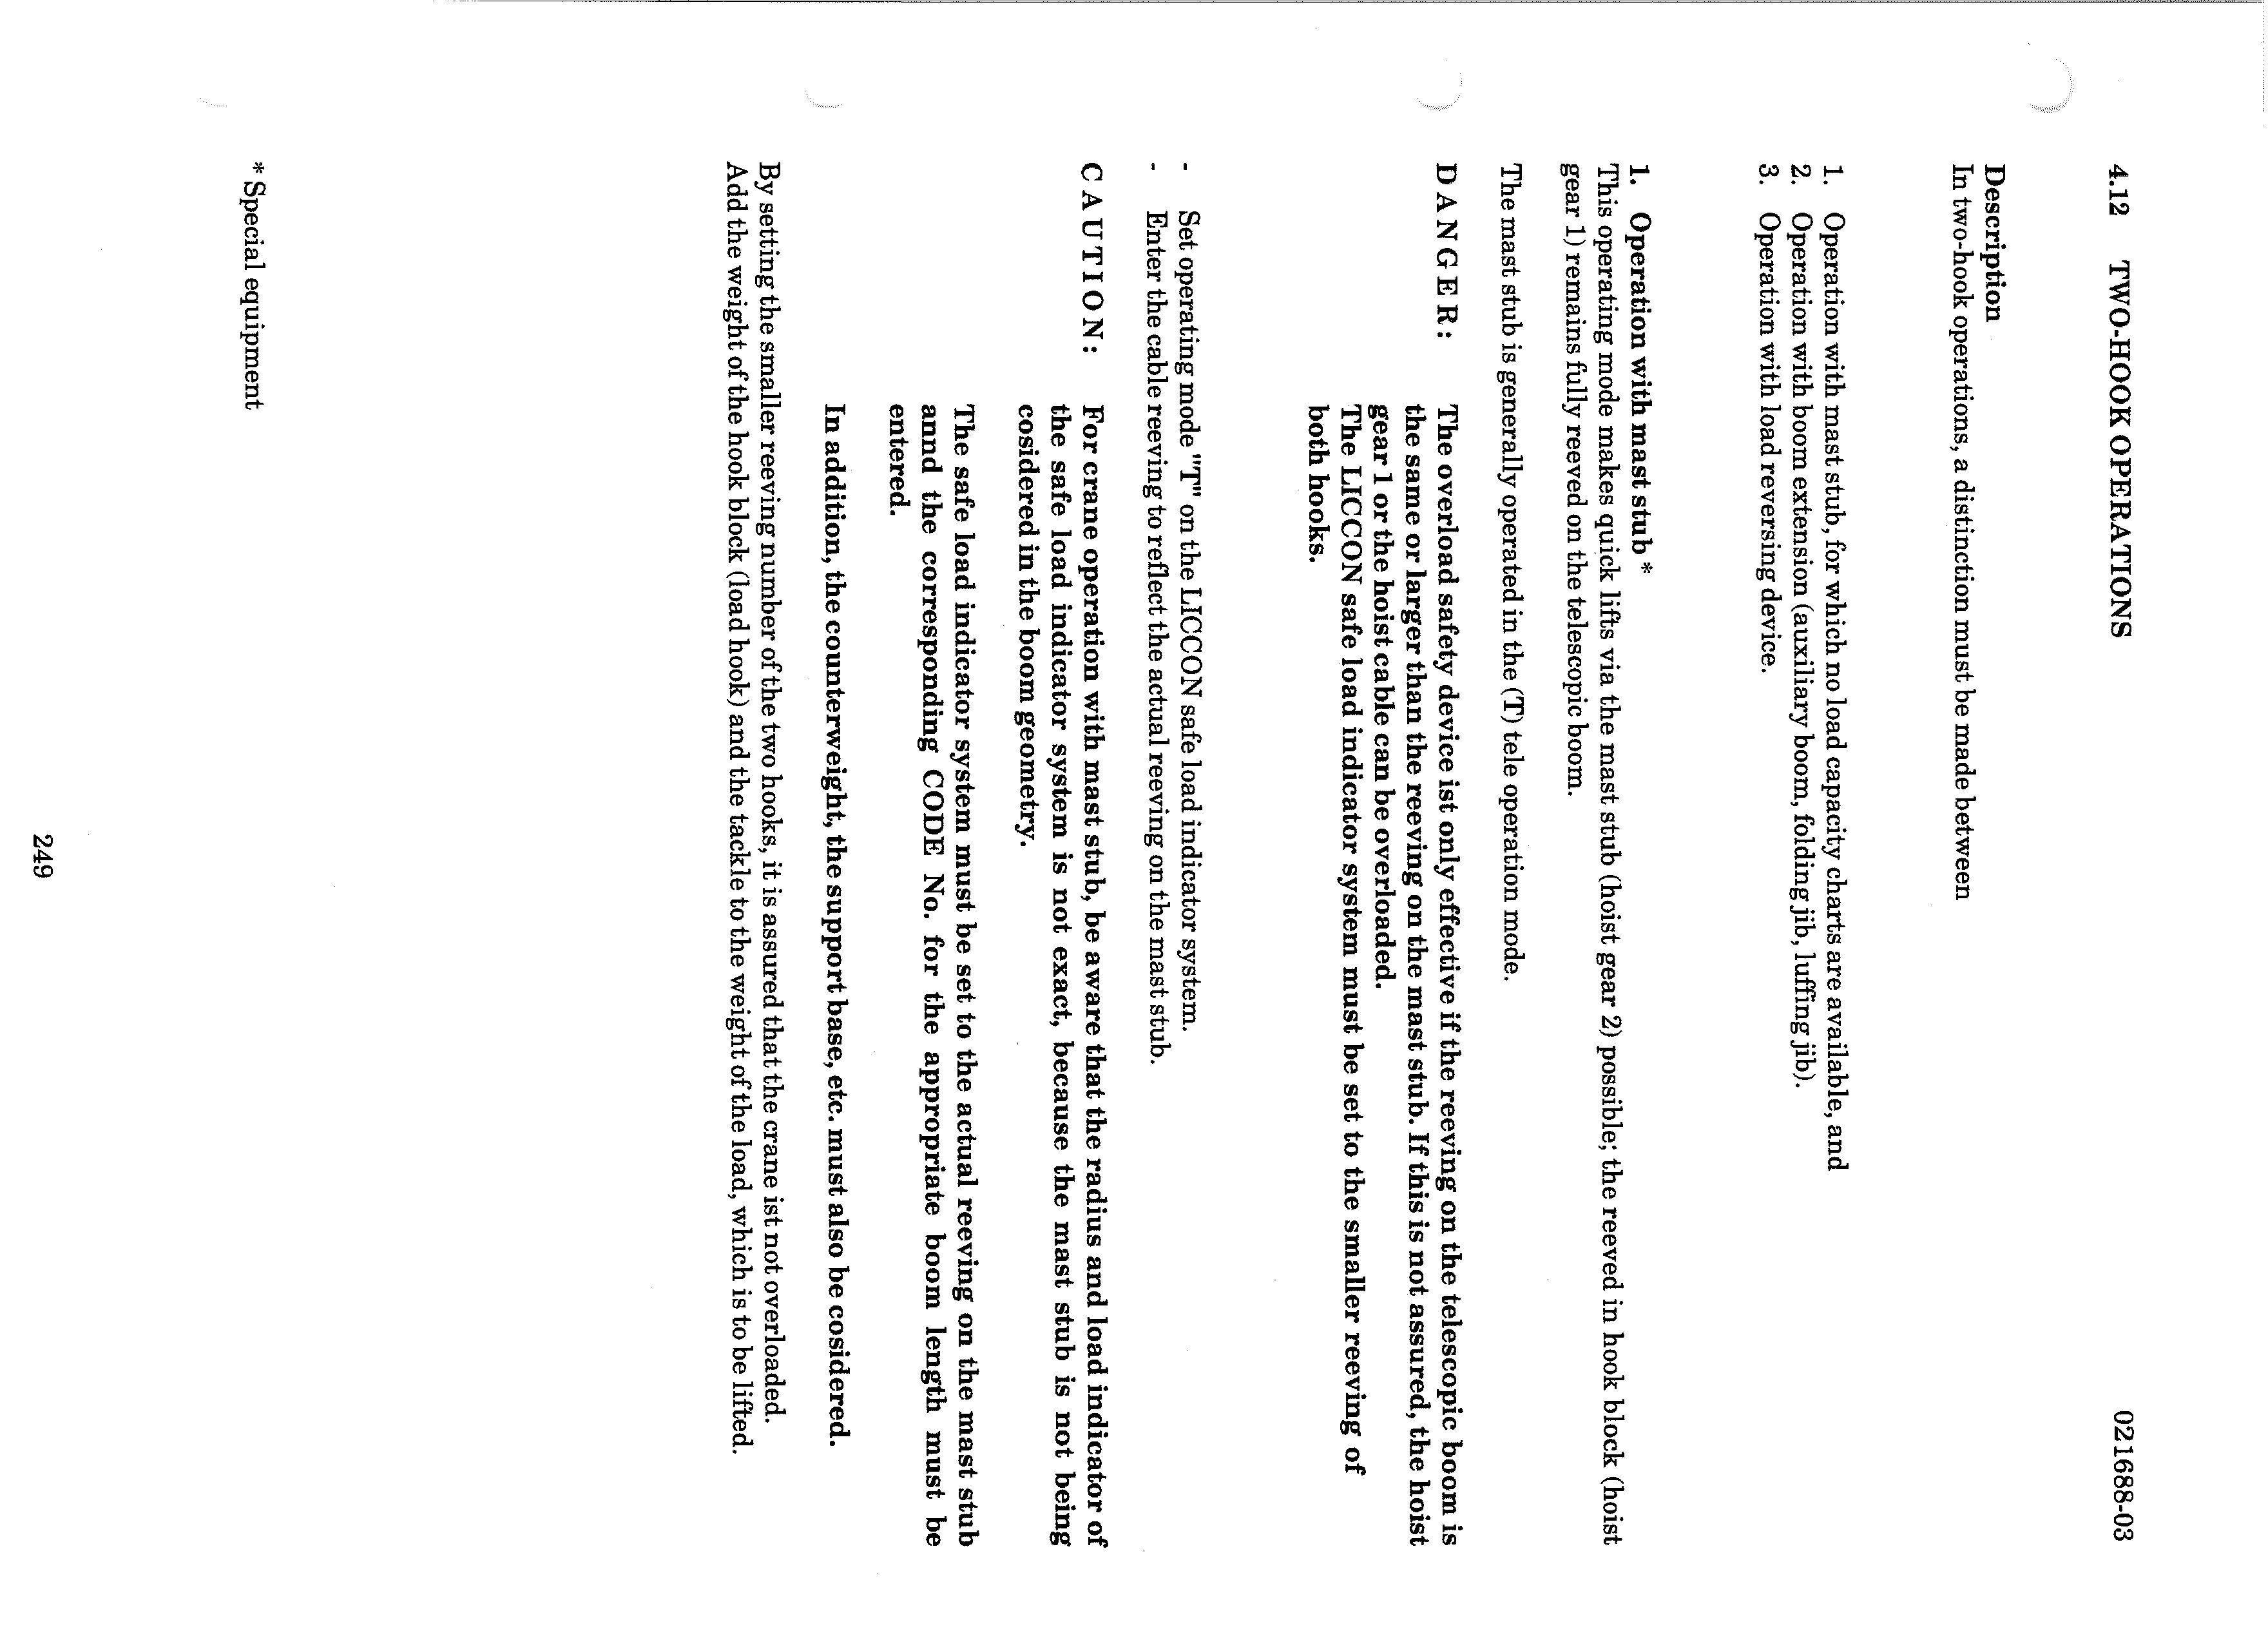 4.12 TWO-HOOK OPERATIONS 021688-03
Description
In two-hook operations, a distinction must be made between
1. Operation with mast stub, for which no load capacity charts are available, and
2. Operation with boom extension (auxiliary boom, folding jib, luffing jib).
3. Operation with load reversing device.
1. Operation with mast stub *
This operating mode makes quick lifts via the mast stub (hoist gear 2) possible; the reeved in hook block (hoist
gear 1) remains fully reeved on the telescopic boom.
The mast stub is generally operated in the (T) tele operation mode.
DANGER: The overload safety device ist only effective if the reeving on the telescopic boom is
the same or larger than the reeving on the mast stub. If this is not assured, the hoist
gear 1 or the hoist cable can be overloaded.
The LICCON safe load indicator system must be set to the smaller reeving of
both hooks.
- Set operating mode "T" on the LICCON safe load indicator system.
- Enter the cable reeving to reflect the actual reeving on the mast stub.
CAUTION: For crane operation with mast stub, be aware that the radius and load indicator of
the safe load indicator system is not exact, because the mast stub is not being
cosidered in the boom geometry.
The safe load indicator system must be set to the actual reeving on the mast stub
annd the corresponding CODE No. for the appropriate boom length must be
entered.
In addition, the counterweight, the support base, etc. must also be cosidered.
By setting the smaller reeving number of the two hooks, it is assured that the crane ist not overloaded.
Add the weight of the hook block (load hook) and the tackle to the weight of the load, which is to be lifted.
* Special equipment
249